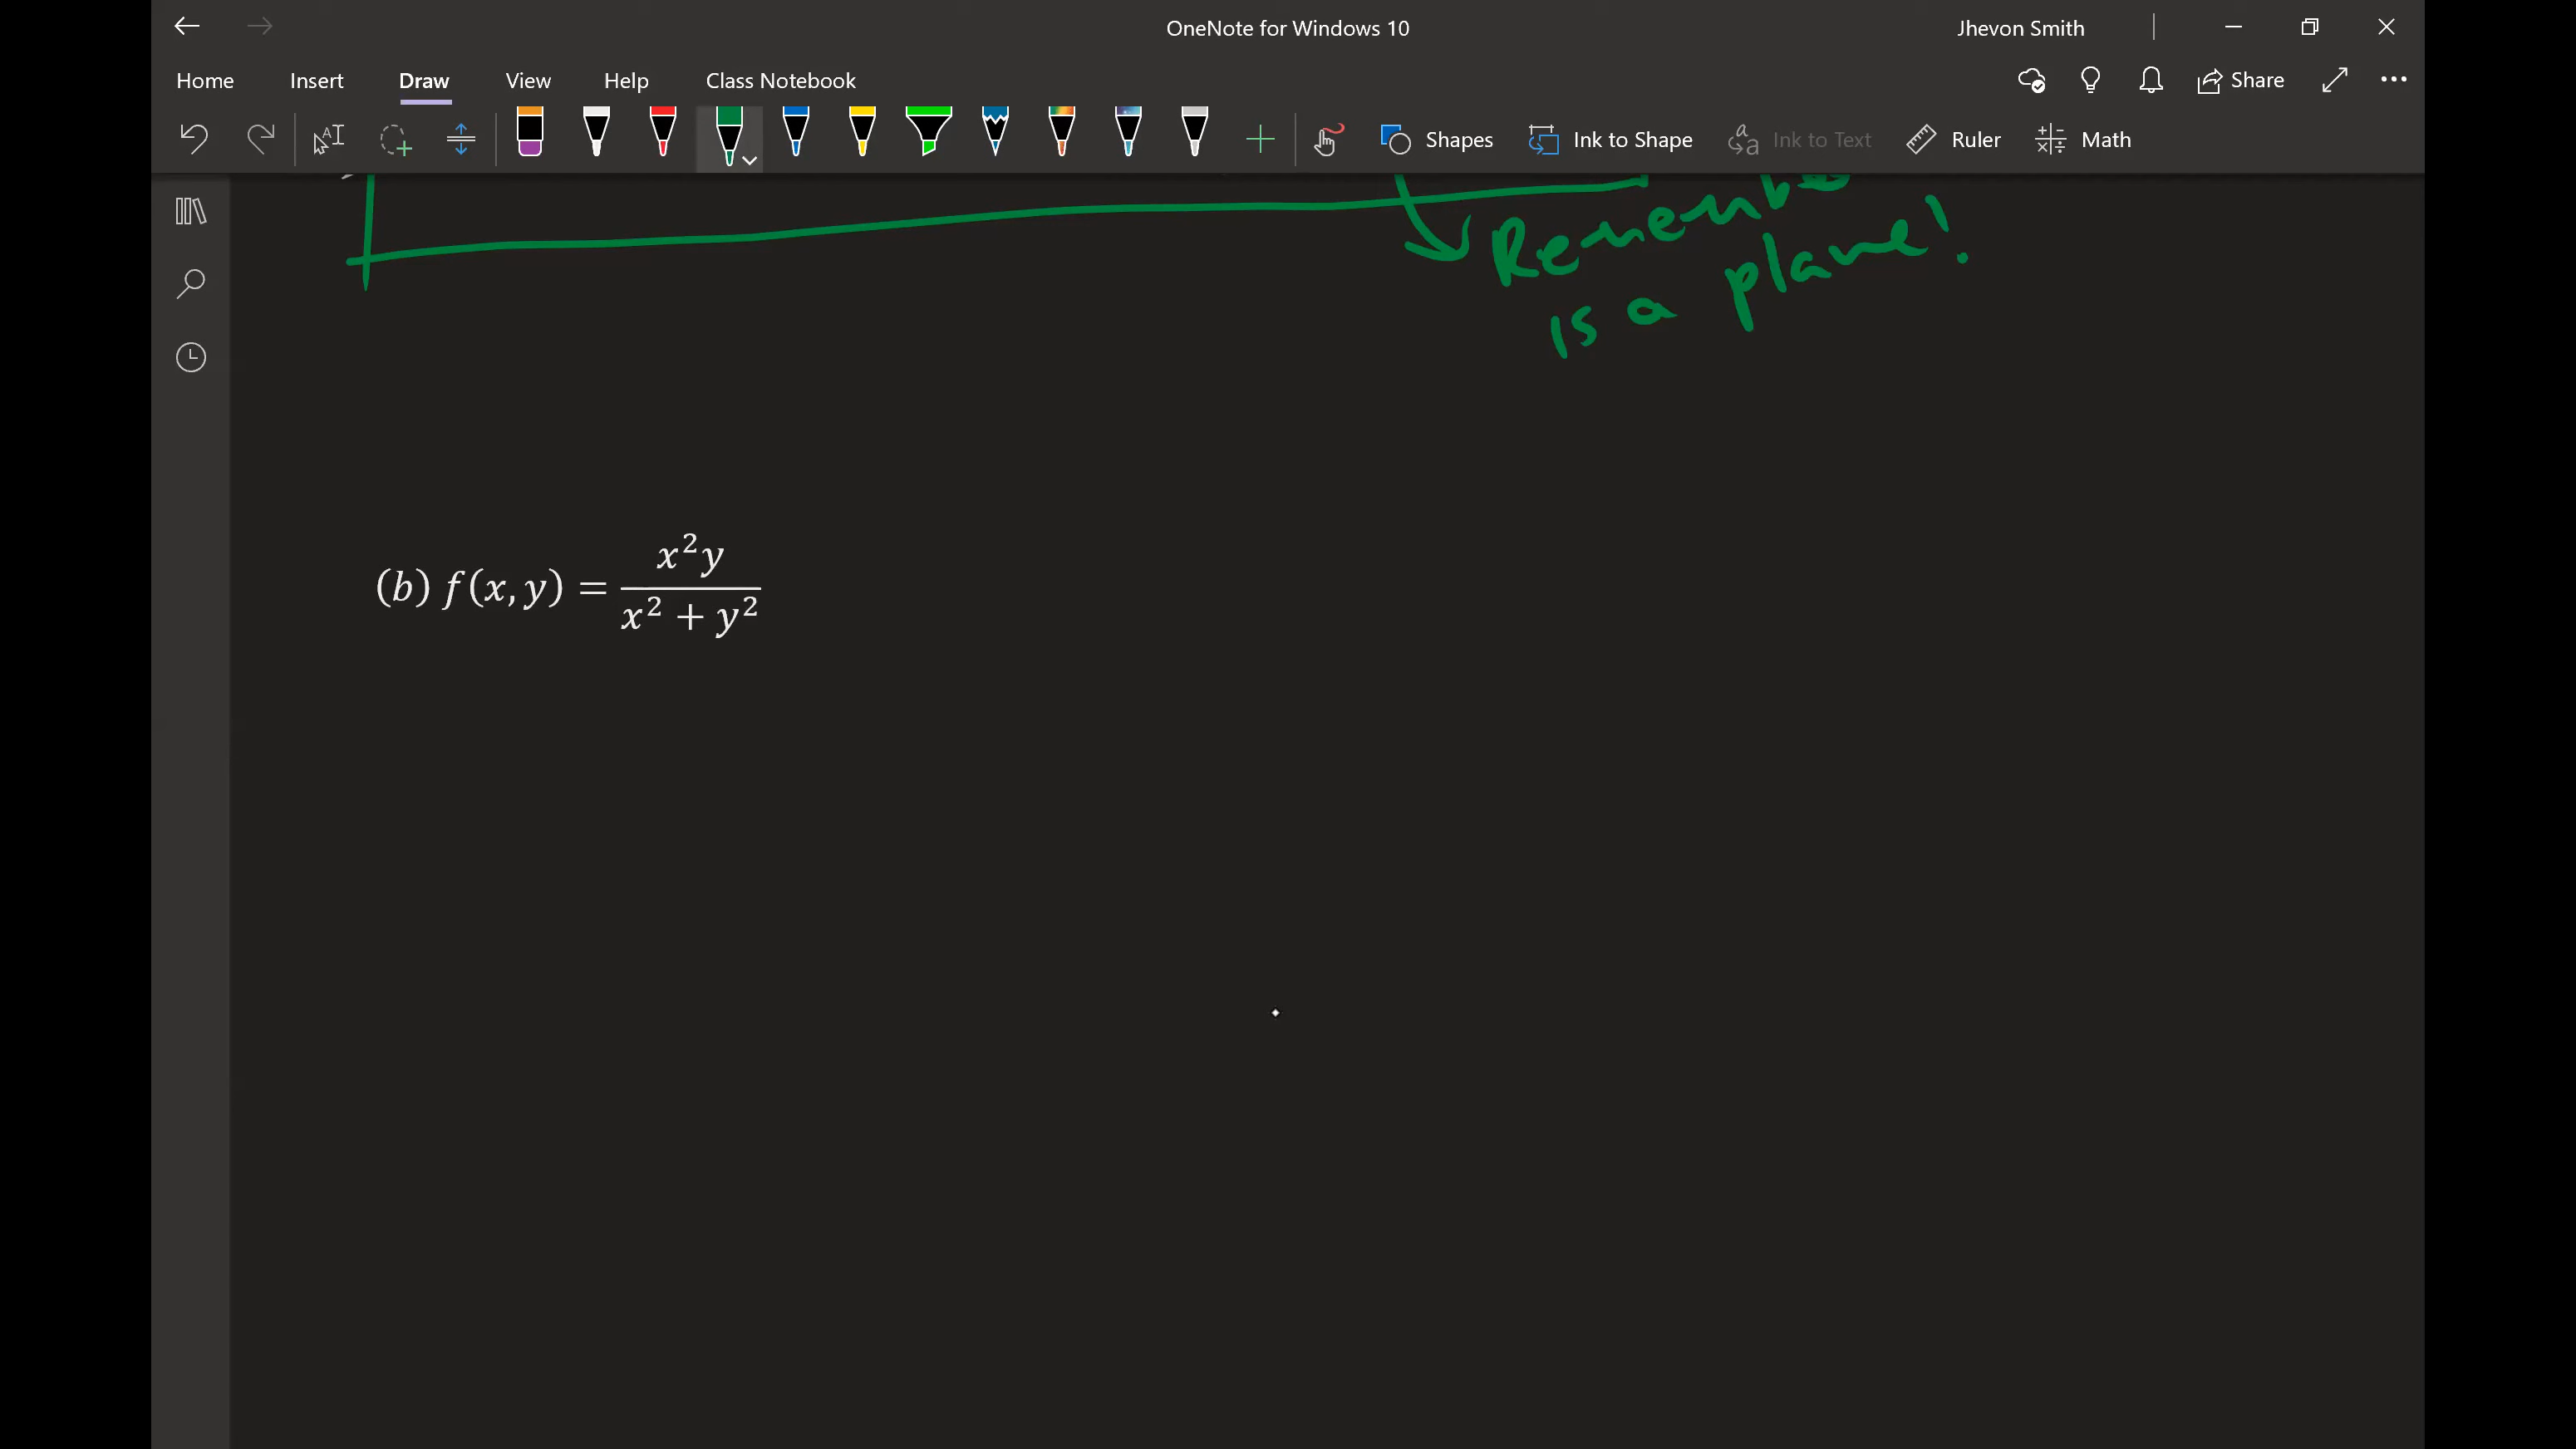 OneNote for Windows 10
Jhevon Smith
Home Insert Draw View Help Class Notebook
Share
Shapes Ink to Shape Ink to Text Ruler Math
is a plane!
(b) f(x, y) = x²y / x² + y²